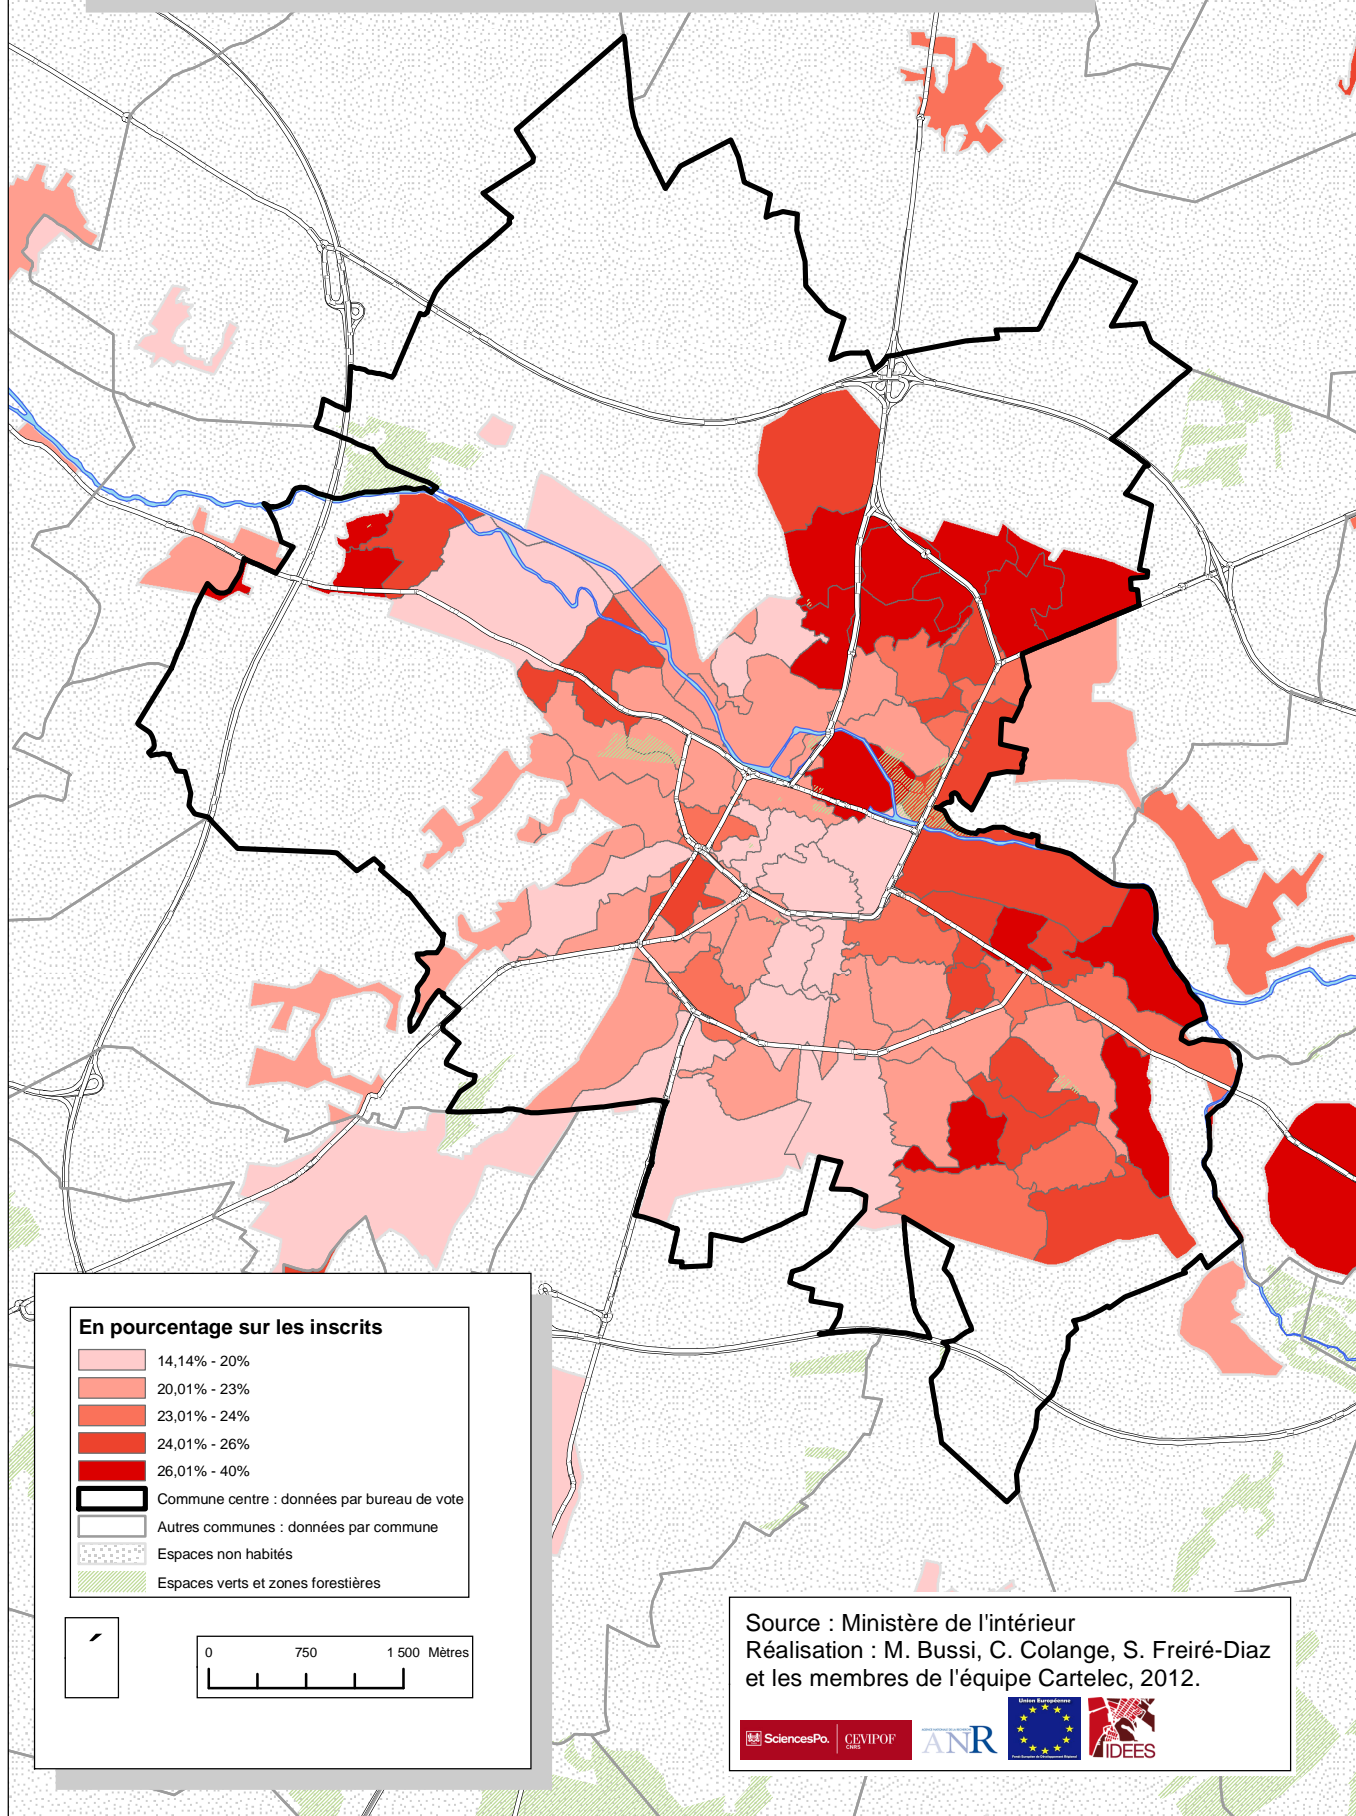 En pourcentage sur les inscrits
14,14% - 20%
20,01% - 23%
23,01% - 24%
24,01% - 26%
26,01% - 40%
Commune centre : données par bureau de vote
Autres communes : données par commune
Espaces non habités
Espaces verts et zones forestières
0 750 1 500 Mètres
Source : Ministère de l'intérieur
Réalisation : M. Bussi, C. Colange, S. Freiré-Diaz
et les membres de l'équipe Cartelec, 2012.
SciencesPo. CEVIPOF
CNRS
ANR
Union Européenne
IDEES